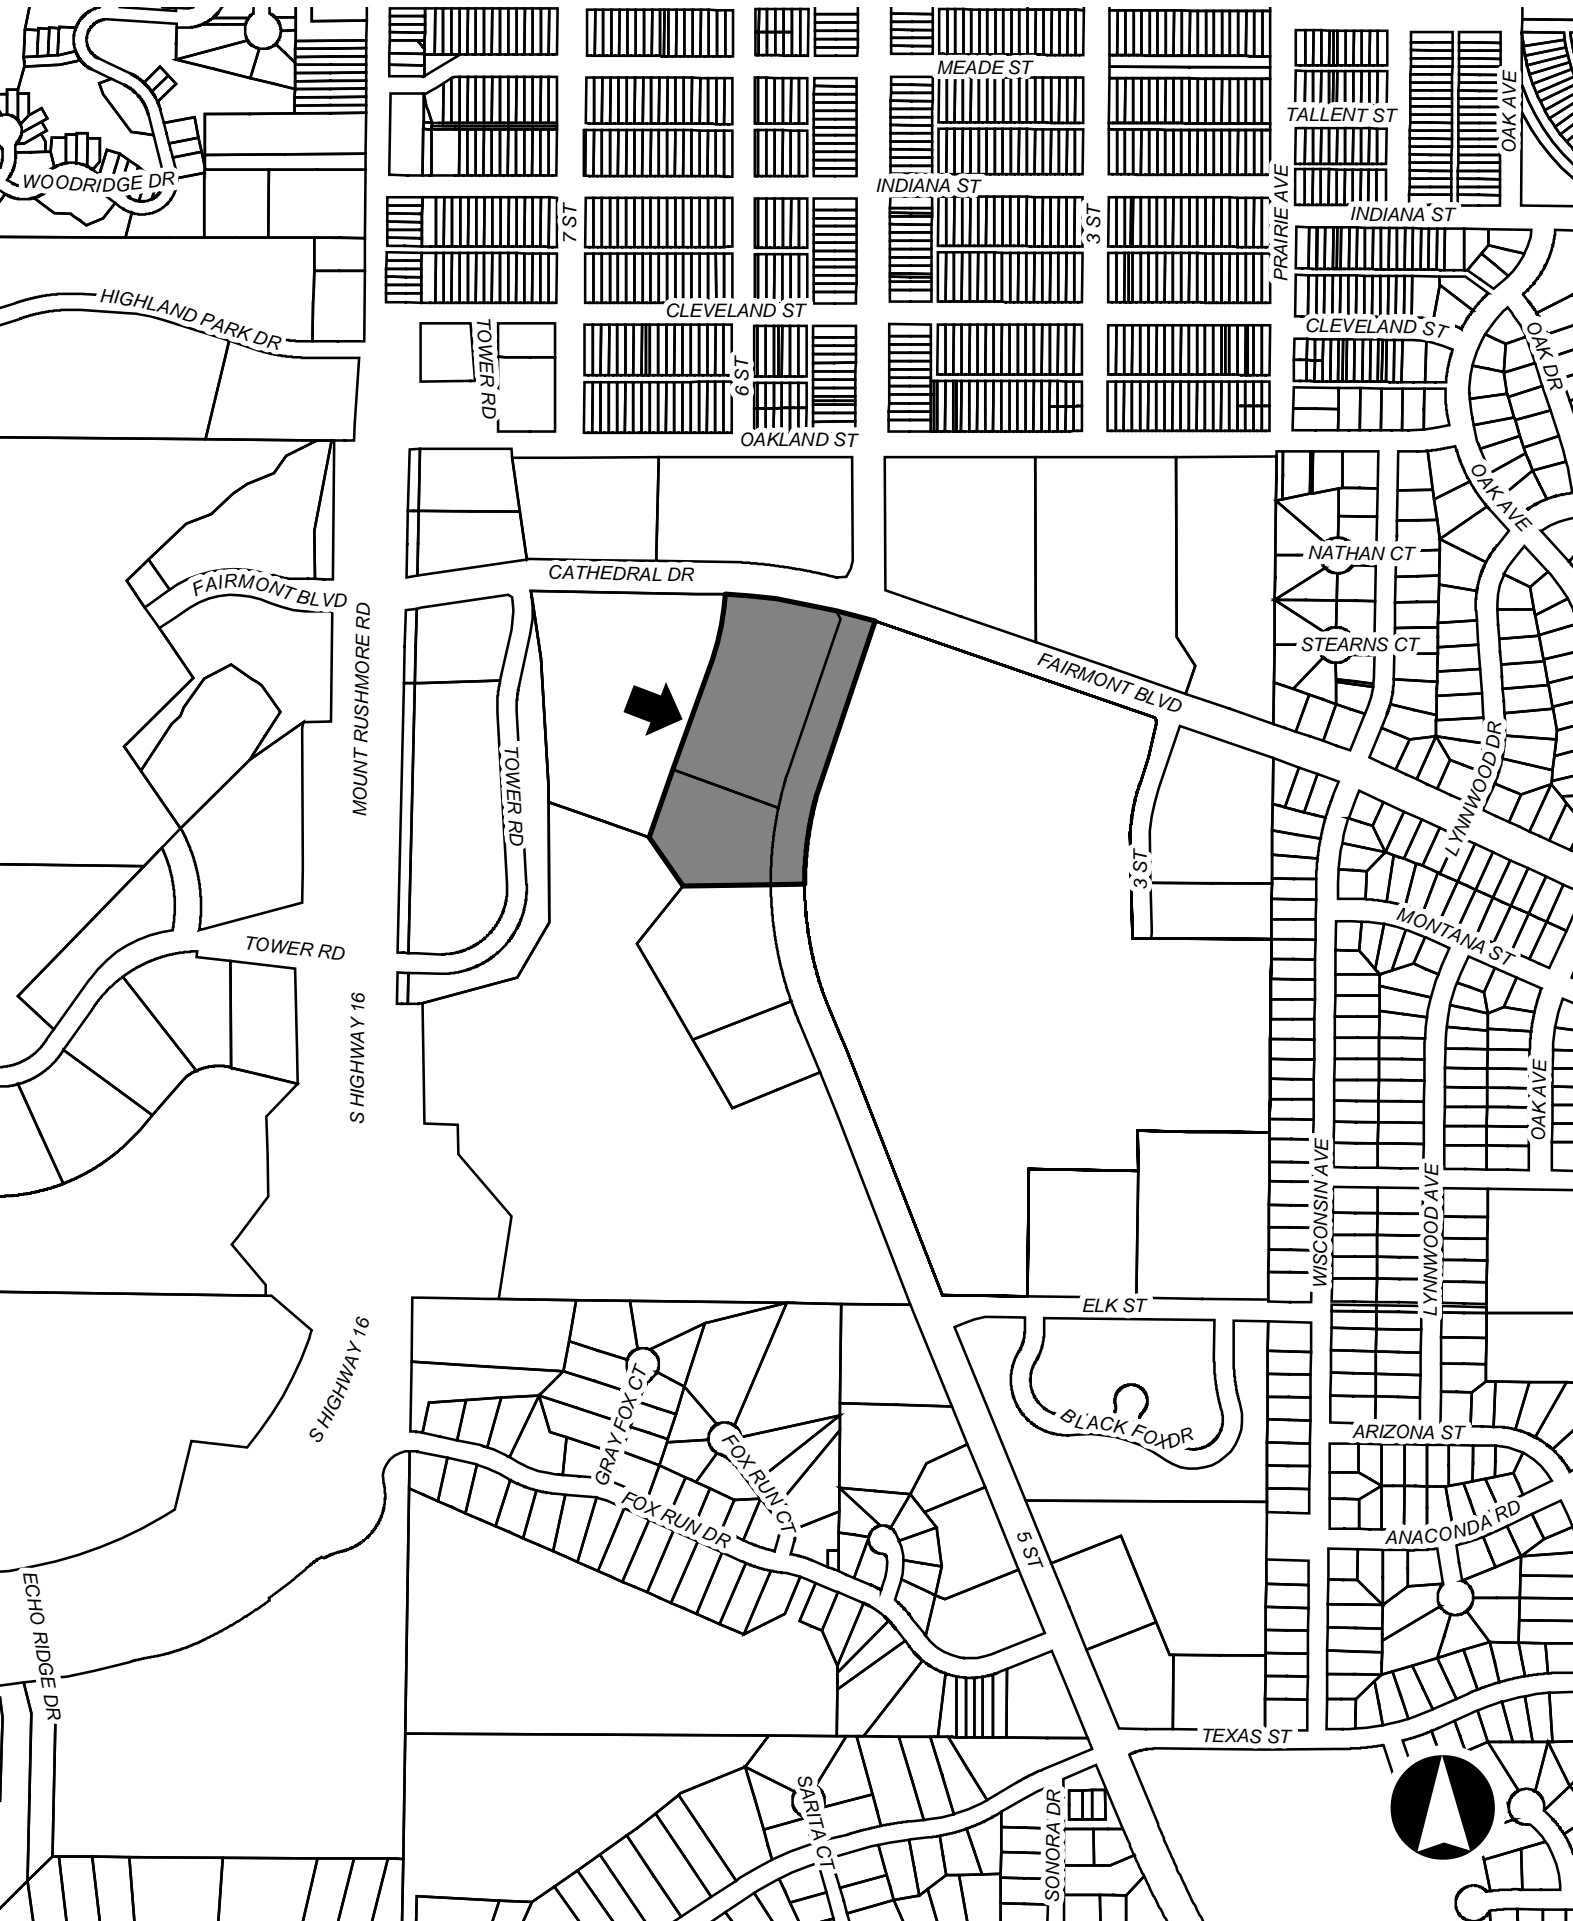 MEADE ST
OAK AVE
TALLENT ST
WOODRIDGE DR
INDIANA ST
7 ST
3 ST
PRAIRIE AVE
INDIANA ST
HIGHLAND PARK DR
CLEVELAND ST
TOWER RD
CLEVELAND ST
OAK DR
6 ST
OAKLAND ST
OAK AVE
NATHAN CT
CATHEDRAL DR
FAIRMONT BLVD
STEARNS CT
MOUNT RUSHMORE RD
FAIRMONT BLVD
LYNNWOOD DR
TOWER RD
3 ST
MONTANA ST
TOWER RD
S HIGHWAY 16
OAK AVE
WISCONSIN AVE
LYNNWOOD AVE
ELK ST
S HIGHWAY 16
GRAY FOX CT
BLACK FOX DR
ARIZONA ST
FOX RUN CT
FOX RUN DR
ANACONDA RD
5 ST
ECHO RIDGE DR
TEXAS ST
SARITA CT
SONORA DR